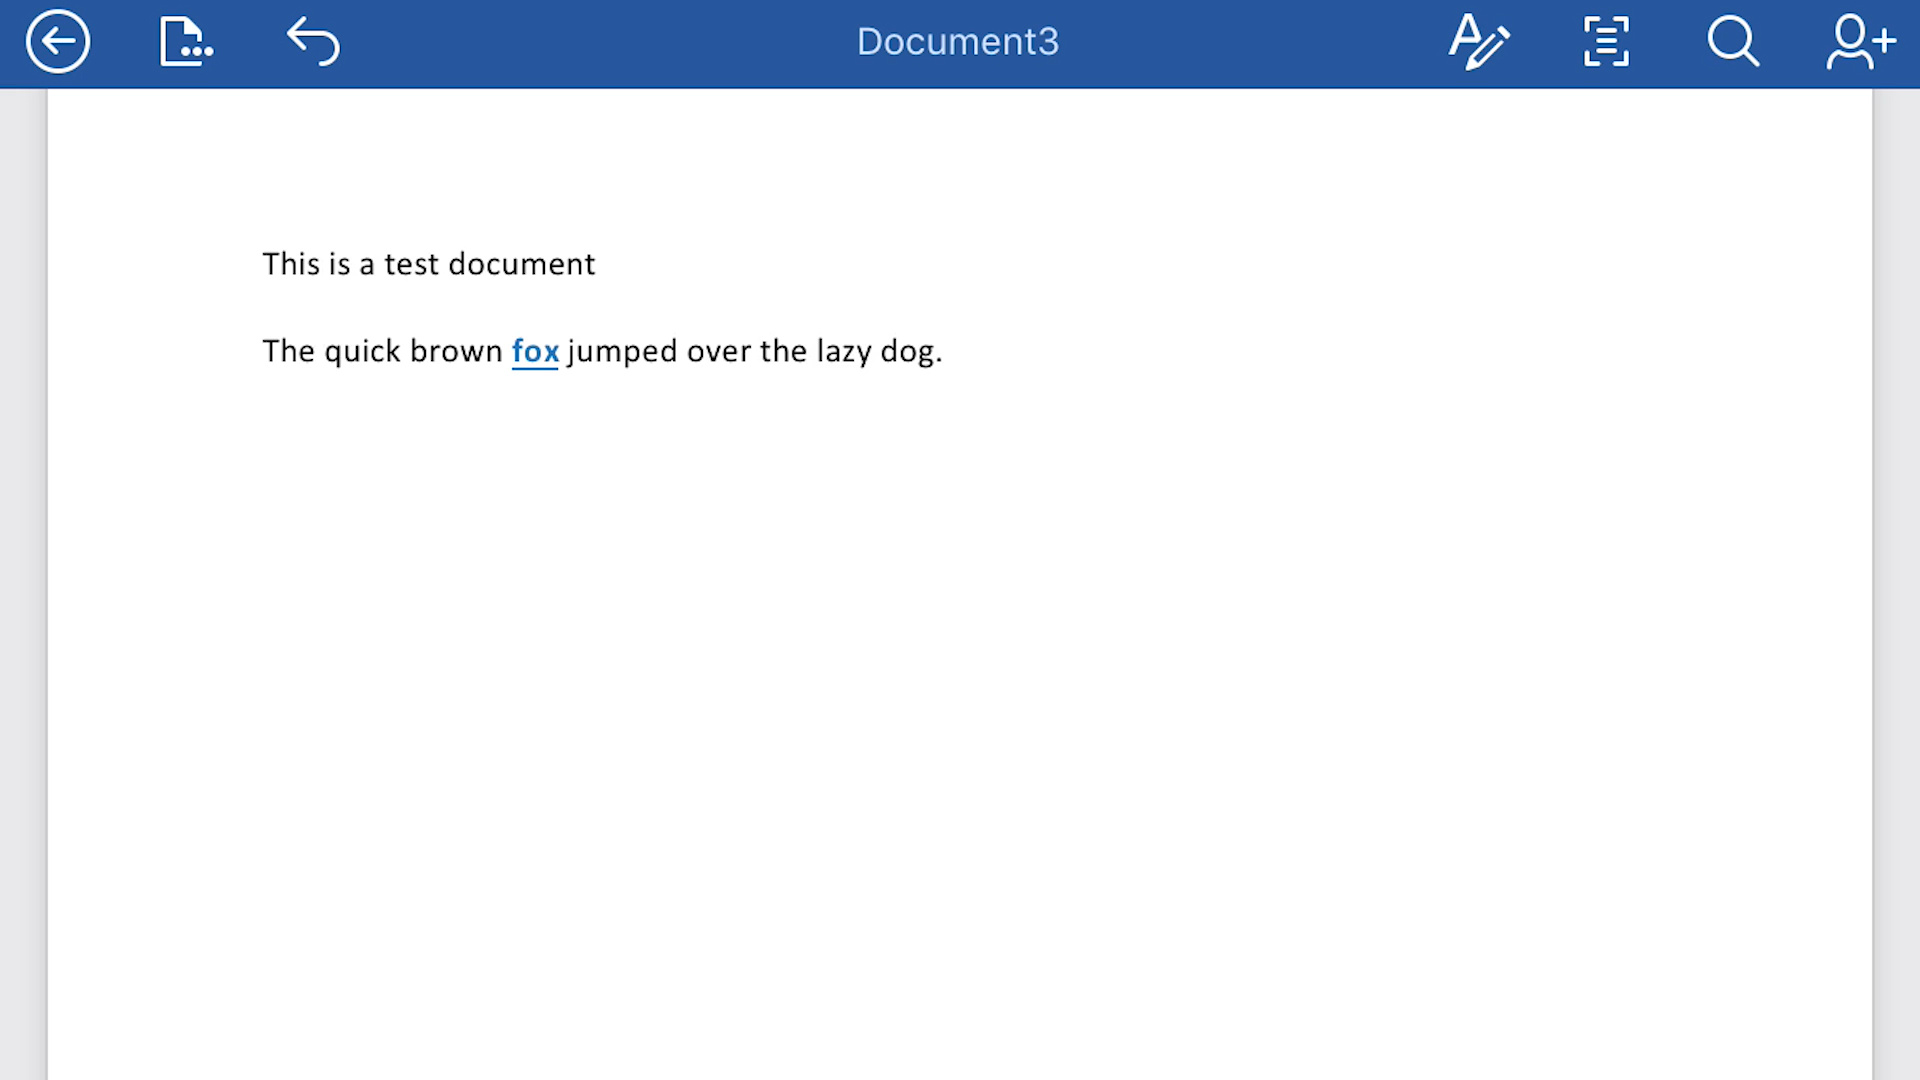 Document3
This is a test document
The quick brown fox jumped over the lazy dog.